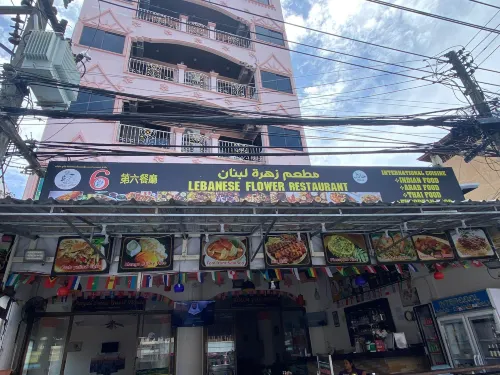 6
第六餐廳
مطعم زهرة لبنان
LEBANESE FLOWER RESTAURANT
INTERNATIONAL CUISINE
+INDIAN FOOD
+ARAB FOOD
+THAI FOOD
6